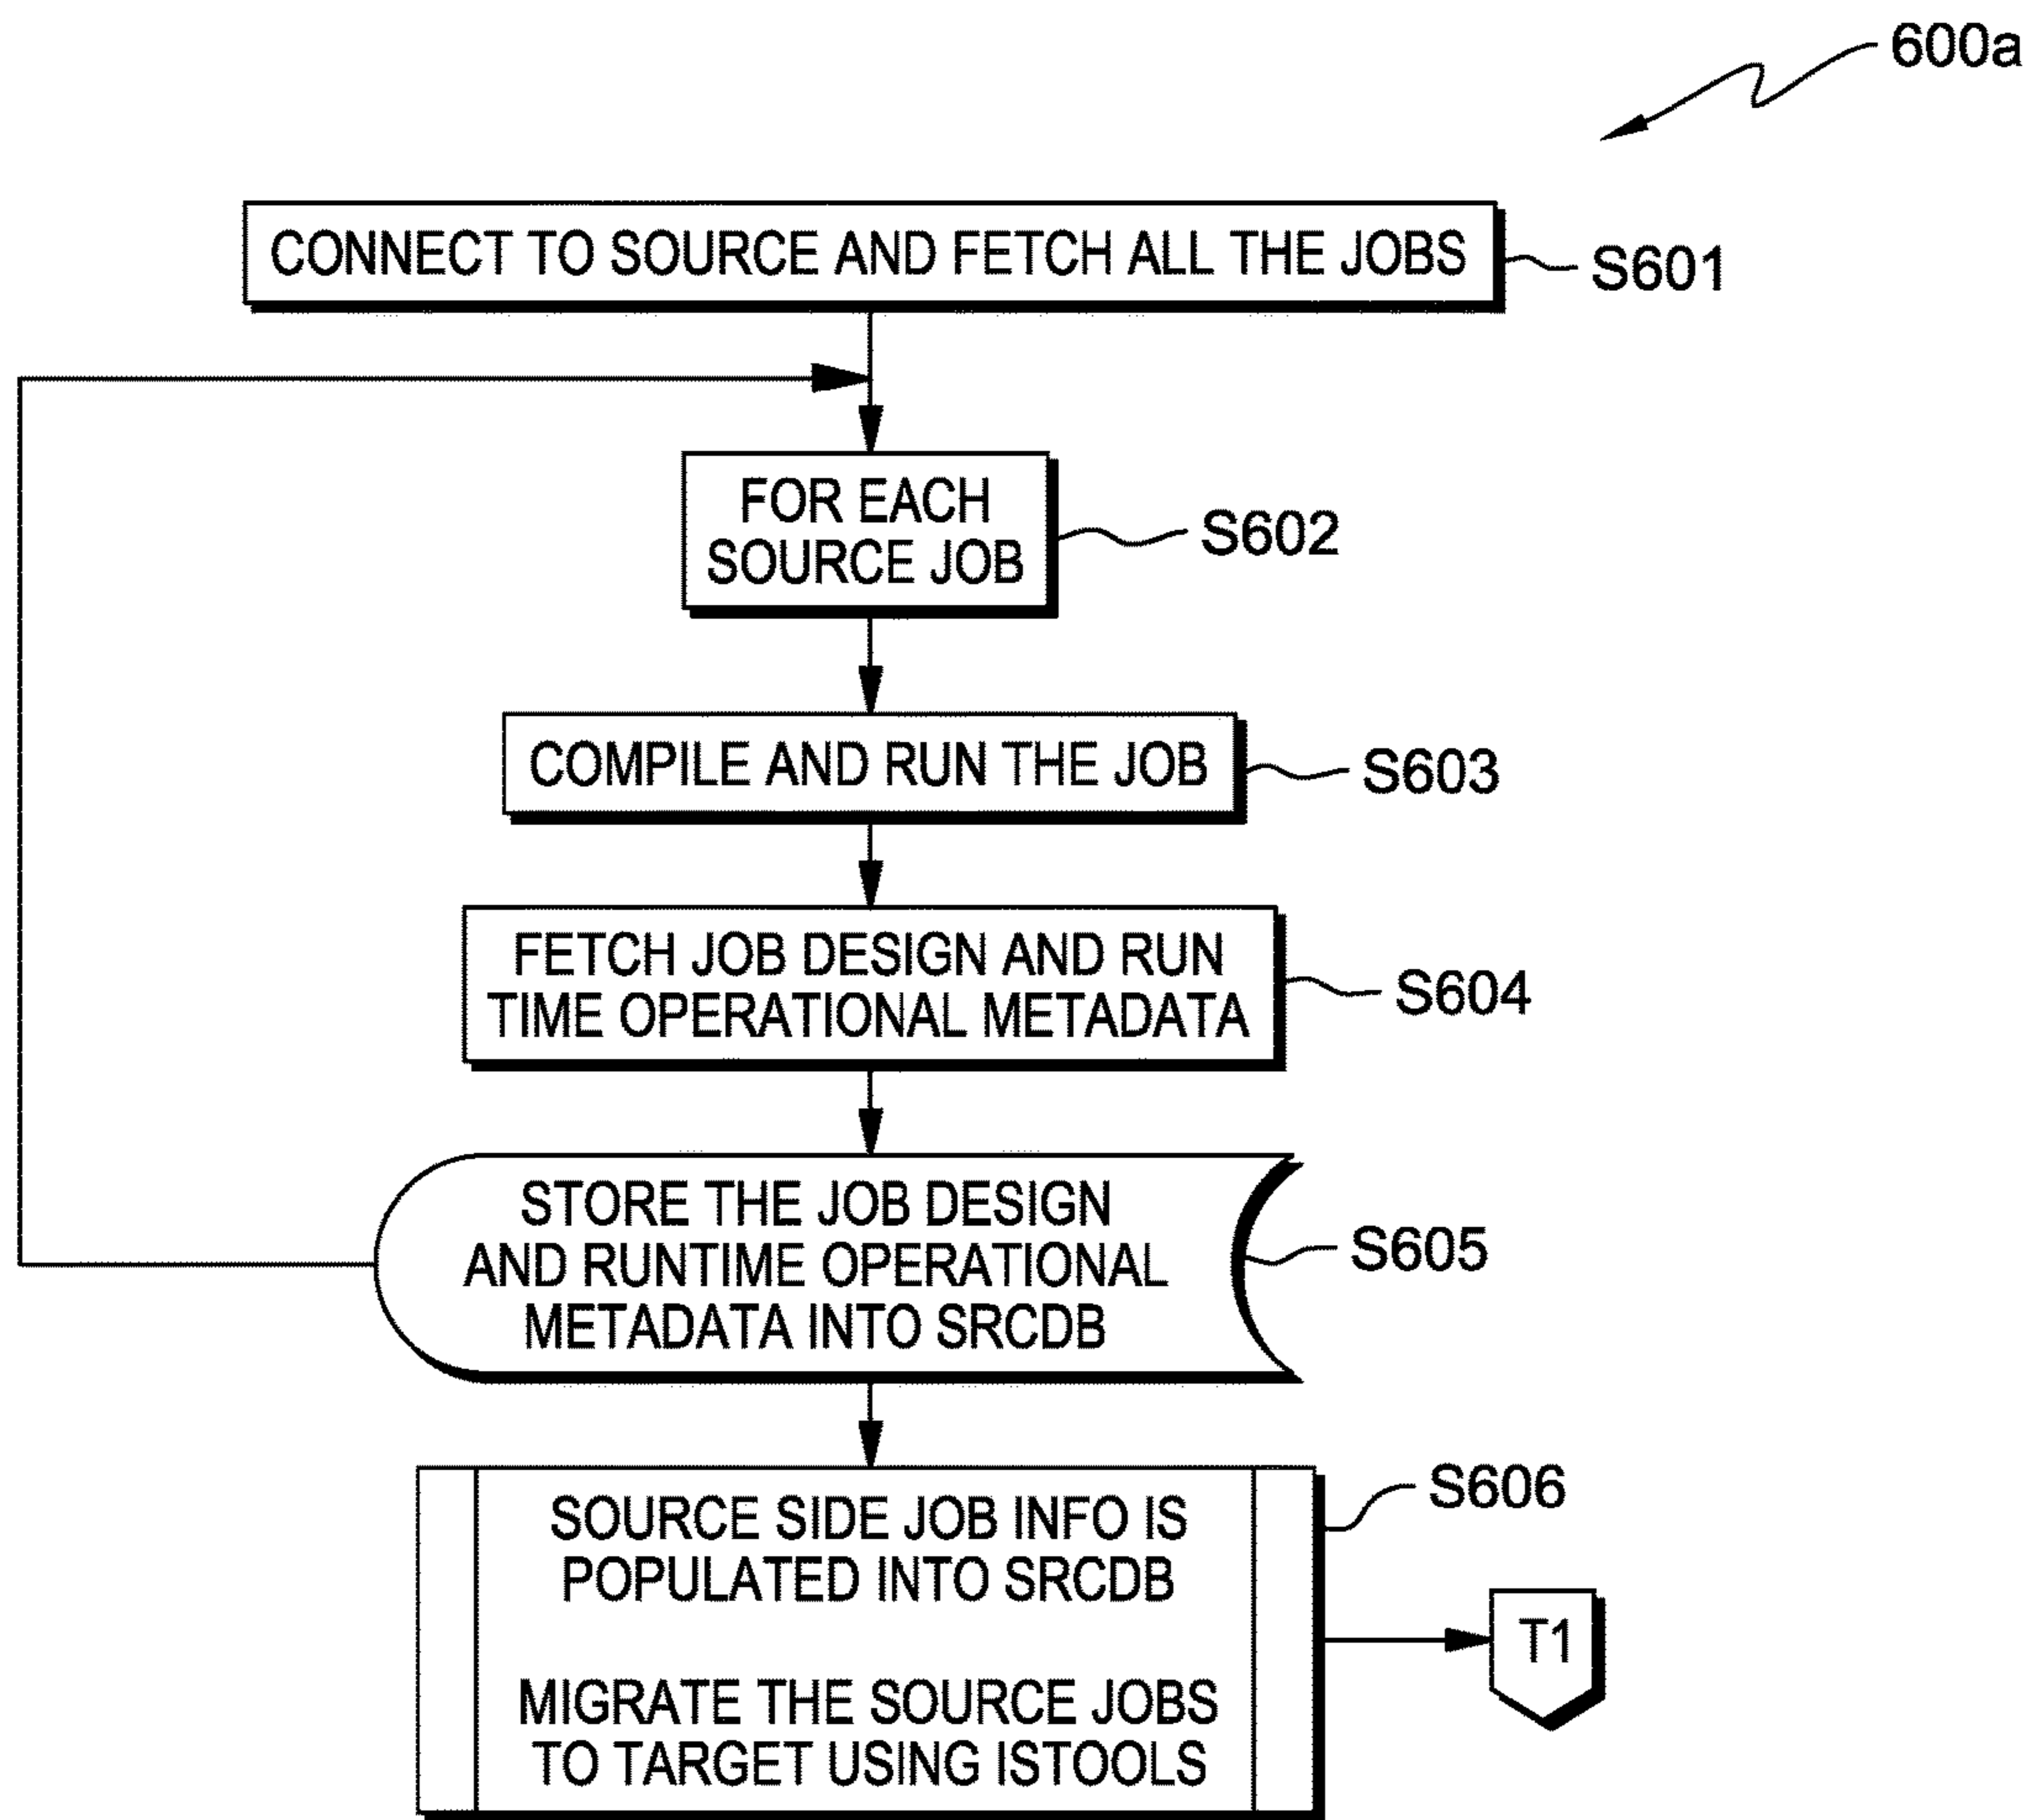 600a
CONNECT TO SOURCE AND FETCH ALL THE JOBS
S601
FOR EACH
SOURCE JOB
S602
COMPILE AND RUN THE JOB
S603
FETCH JOB DESIGN AND RUN
TIME OPERATIONAL METADATA
S604
STORE THE JOB DESIGN
AND RUNTIME OPERATIONAL
METADATA INTO SRCDB
S605
SOURCE SIDE JOB INFO IS
POPULATED INTO SRCDB
MIGRATE THE SOURCE JOBS
TO TARGET USING ISTOOLS
S606
T1